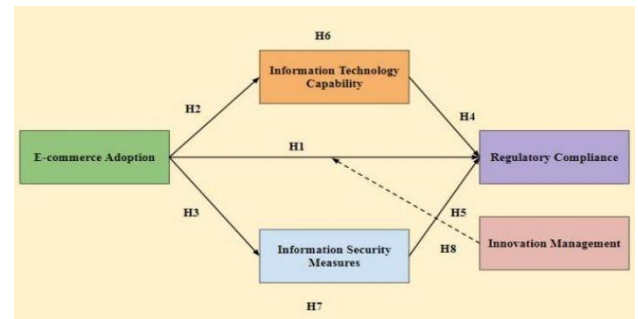 H6
Information Technology
Capability
H2
H4
E-commerce Adoption
H1
Regulatory Compliance
H3
H5
Information Security
Measures
H8
Innovation Management
H7